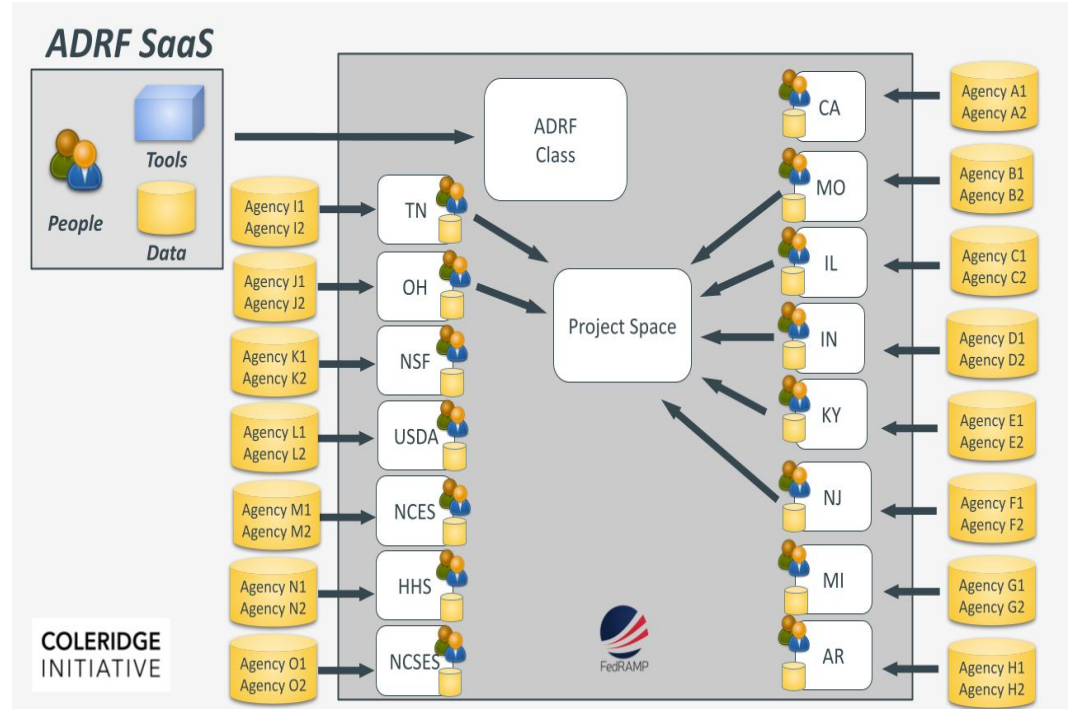 ADRF SaaS
Tools
People
Data
ADRF
Class
Agency I1
Agency I2
TN
Agency J1
Agency J2
OH
Agency K1
Agency K2
NSF
Agency L1
Agency L2
USDA
Agency M1
Agency M2
NCES
Agency N1
Agency N2
HHS
Agency O1
Agency O2
NCSES
Project Space
CA
Agency A1
Agency A2
MO
Agency B1
Agency B2
IL
Agency C1
Agency C2
IN
Agency D1
Agency D2
KY
Agency E1
Agency E2
NJ
Agency F1
Agency F2
MI
Agency G1
Agency G2
AR
Agency H1
Agency H2
FedRAMP
COLERIDGE
INITIATIVE